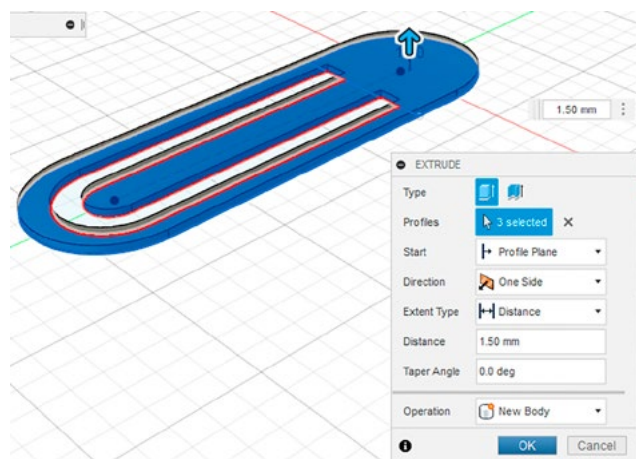 1.50 mm
EXTRUDE
Type
Profiles 3 selected
Start Profile Plane
Direction One Side
Extent Type Distance
Distance 1.50 mm
Taper Angle 0.0 deg
Operation New Body
OK Cancel